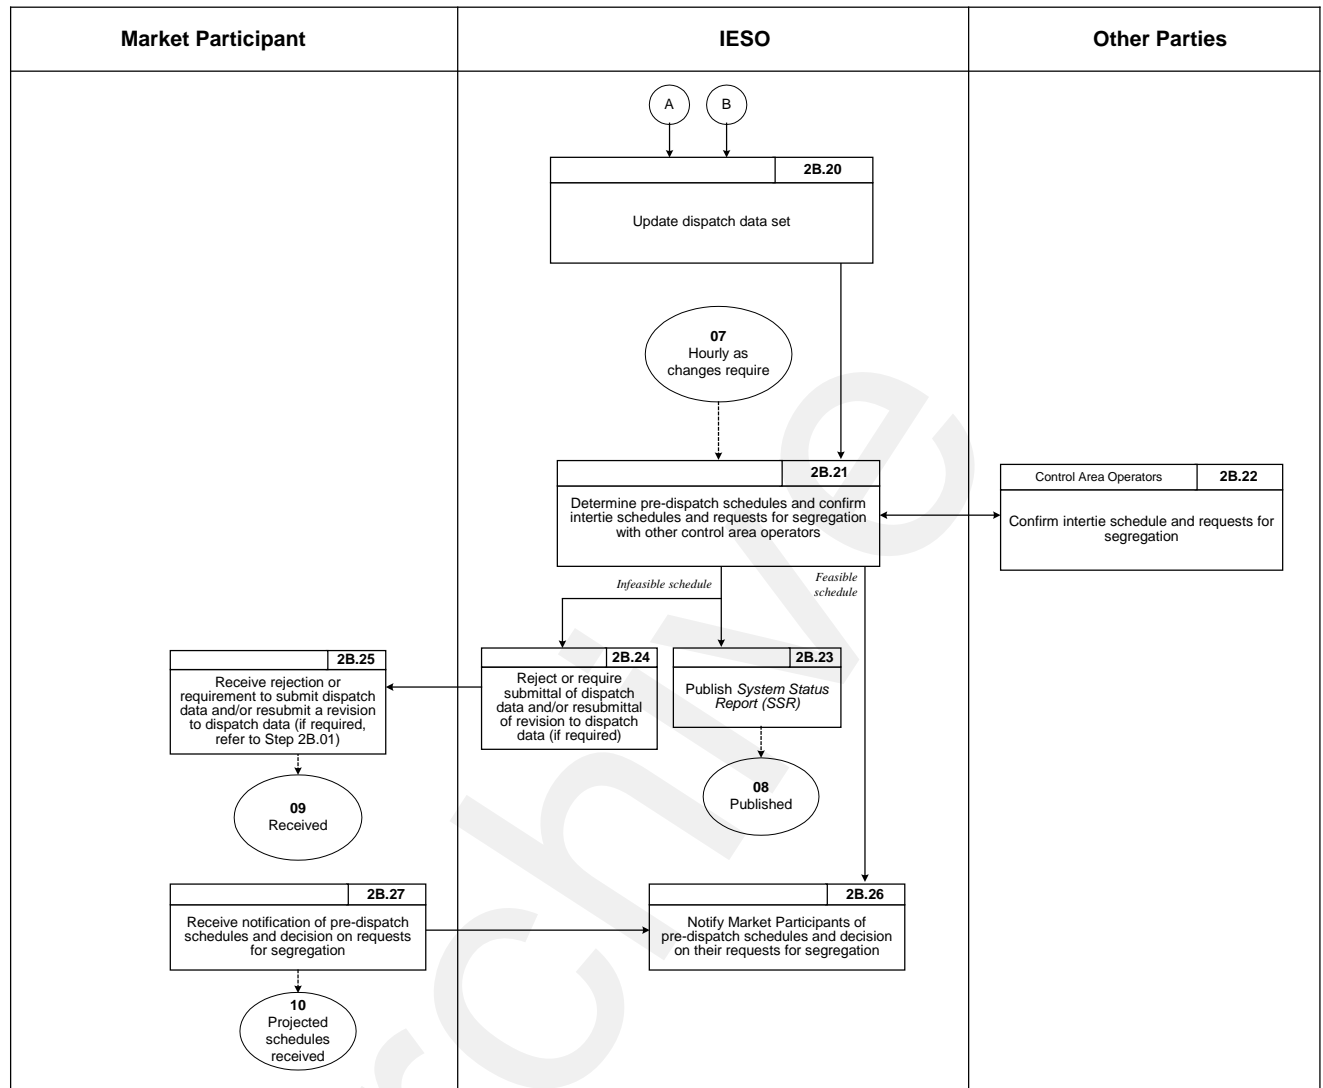 Market Participant
IESO
Other Parties
A
B
2B.20
Update dispatch data set
07
Hourly as
changes require
2B.21
Determine pre-dispatch schedules and confirm
intertie schedules and requests for segregation
with other control area operators
Control Area Operators
2B.22
Confirm intertie schedule and requests for
segregation
Infeasible schedule
Feasible
schedule
2B.25
Receive rejection or
requirement to submit dispatch
data and/or resubmit a revision
to dispatch data (if required,
refer to Step 2B.01)
2B.24
Reject or require
submittal of dispatch
data and/or resubmittal
of revision to dispatch
data (if required)
2B.23
Publish System Status
Report (SSR)
09
Received
08
Published
2B.27
Receive notification of pre-dispatch
schedules and decision on requests
for segregation
2B.26
Notify Market Participants of
pre-dispatch schedules and decision
on their requests for segregation
10
Projected
schedules
received
rchive